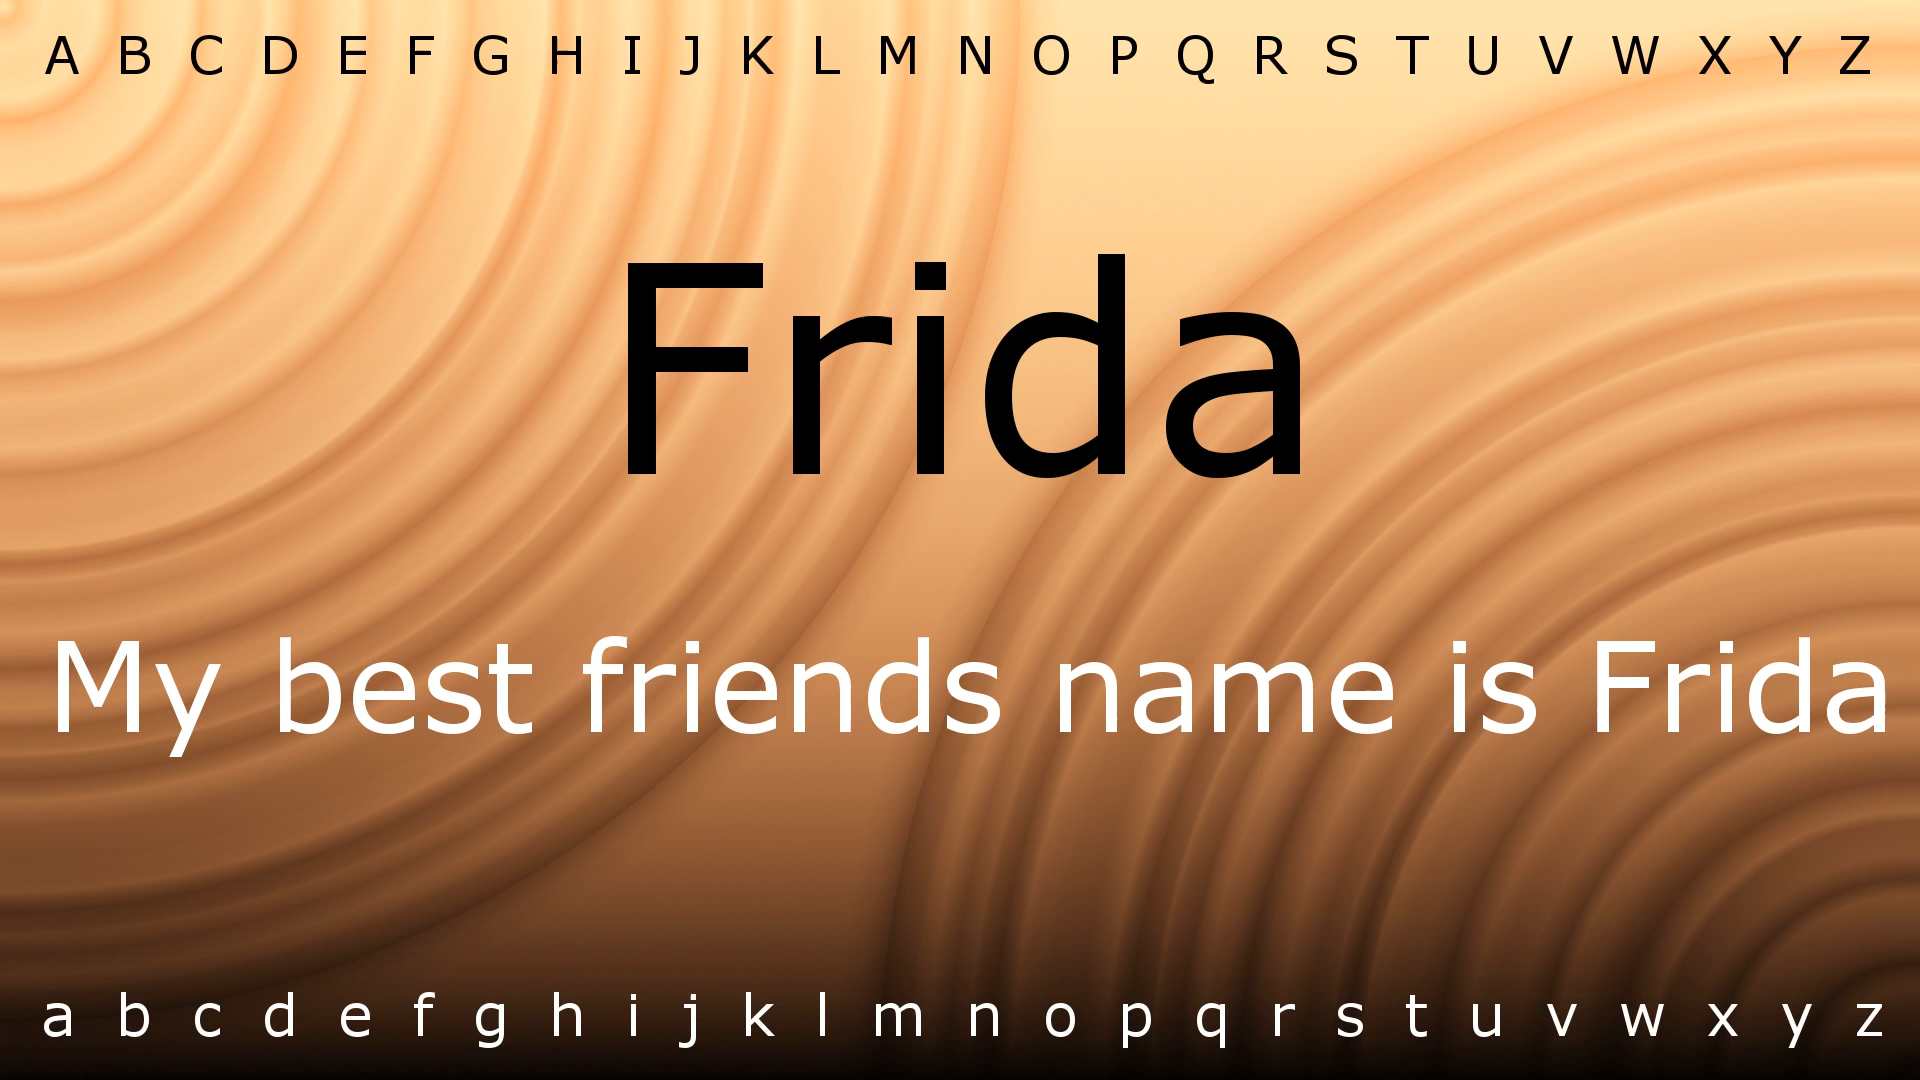 A B C D E F G H I J K L M N O P Q R S T U V W X Y Z
Frida
My best friends name is Frida
a b c d e f g h i j k l m n o p q r s t u v w x y z